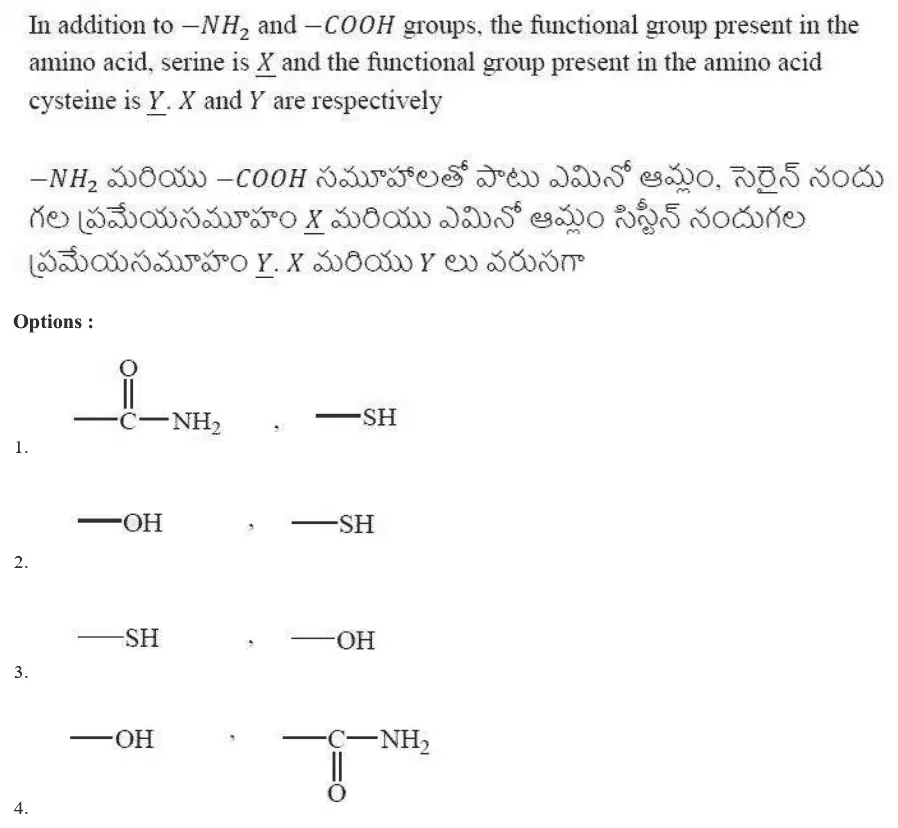 In addition to −NH₂ and −COOH groups, the functional group present in the
amino acid, serine is X and the functional group present in the amino acid
cysteine is Y. X and Y are respectively
−NH₂ మరియు −COOH సమూహాలతో పాటు ఎమినో ఆమ్లం, సెరైన్ నందు
గల ప్రమేయసమూహం X మరియు ఎమినో ఆమ్లం సిస్టీన్ నందుగల
ప్రమేయసమూహం Y. X మరియు Y లు వరుసగా
Options :
O
—C—NH₂ , —SH
1.
—OH , —SH
2.
—SH , —OH
3.
—OH , —C—NH₂
O
4.